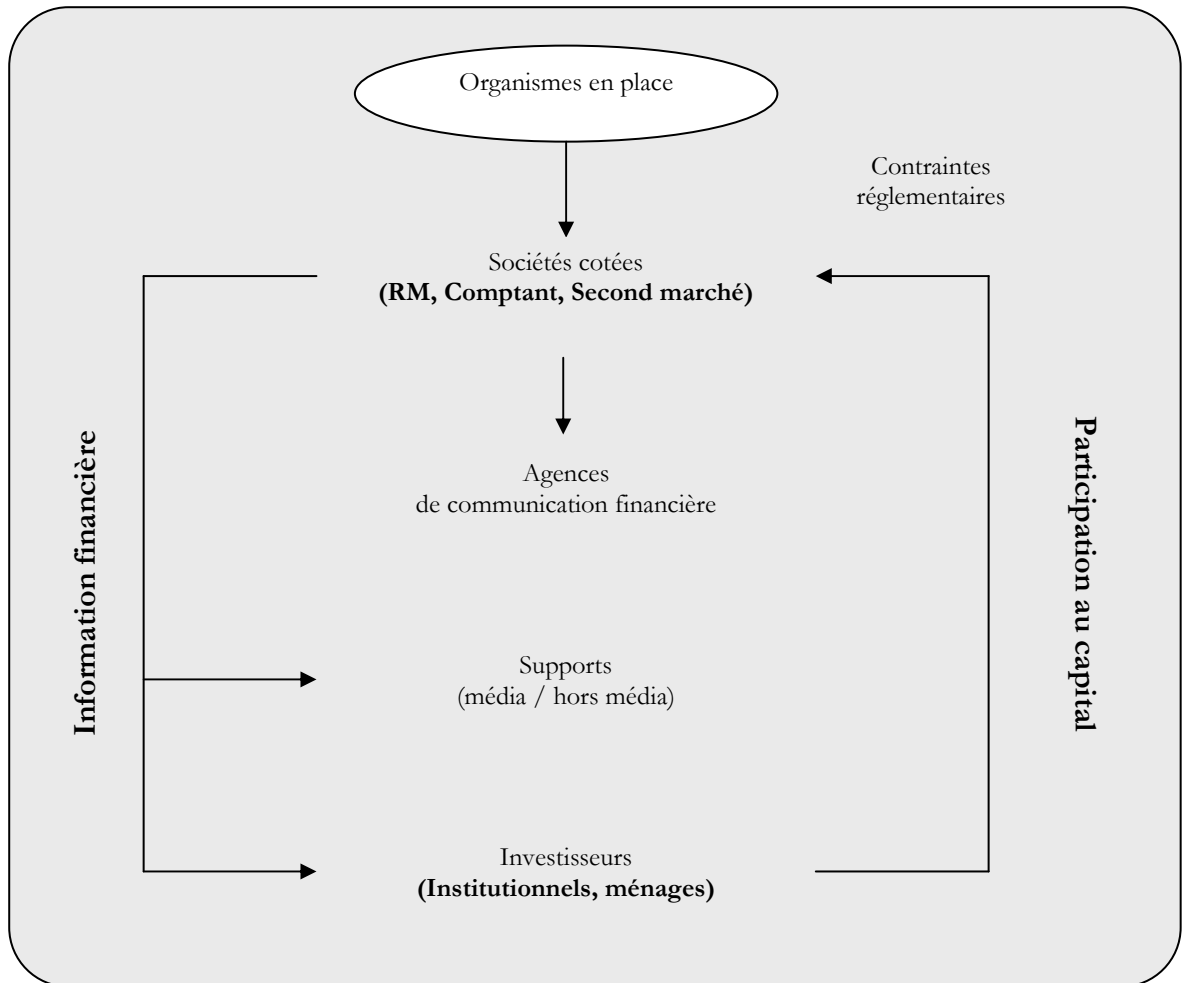 Organismes en place
Contraintes
réglementaires
Sociétés cotées
(RM, Comptant, Second marché)
Agences
de communication financière
Information financière
Participation au capital
Supports
(média / hors média)
Investisseurs
(Institutionnels, ménages)